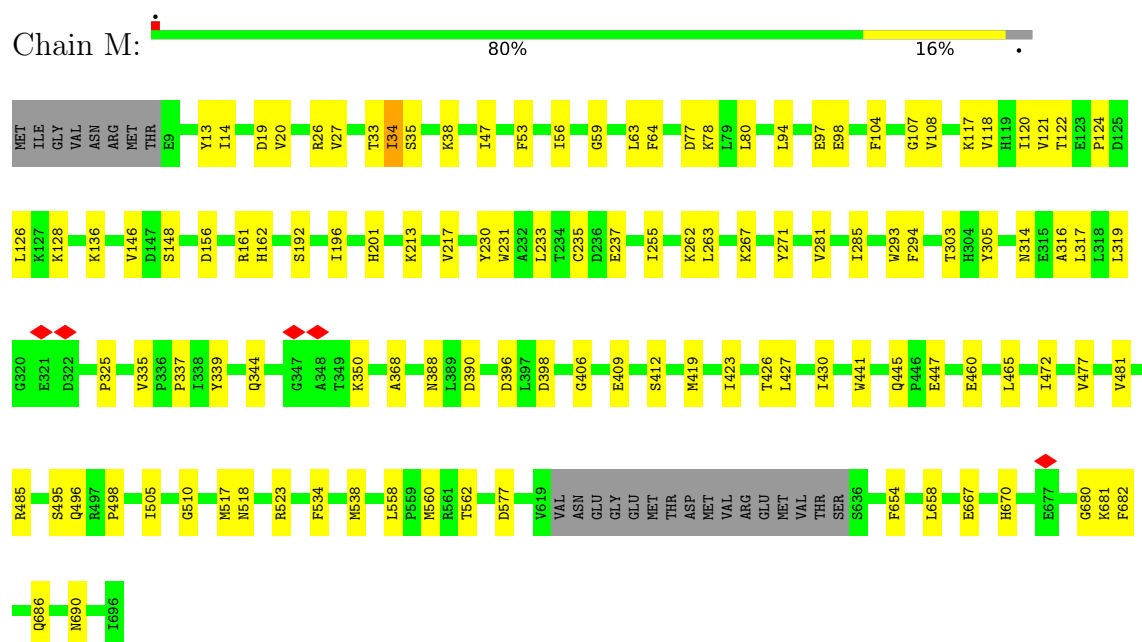 Chain M:
80% 16%
MET ILE GLY VAL ASN ARG MET THR E9 Y13 I14 D19 V20 R26 V27 T33 I34 S35 K38 I47 F53 I56 G59 L63 F64 D77 K78 L79 L80 L94 E97 E98 F104 G107 V108 K117 V118 H119 I120 V121 T122 E123 P124 D125
L126 K127 K128 K136 V146 D147 S148 D156 R161 H162 S192 I196 H201 K213 V217 Y230 W231 A232 L233 T234 C235 D236 E237 I255 K262 L263 K267 Y271 V281 I285 W293 F294 T303 H304 Y305 N314 E315 A316 L317 L318 L319
G320 E321 D322 P325 V335 P336 P337 I338 Y339 Q344 G347 A348 T349 K350 A368 N388 L389 D390 D396 L397 D398 G406 E409 S412 M419 I423 T426 L427 I430 W441 Q445 P446 E447 E460 L465 I472 V477 V481
R485 S495 Q496 R497 P498 I505 G510 M517 N518 R523 F534 M538 L558 P559 M560 R561 T562 D577 V619 VAL ASN GLU GLY GLU MET THR ASP MET VAL ARG GLU MET VAL THR SER S636 F654 L658 E667 H670 E677 G680 K681 F682
Q686 N690 I696